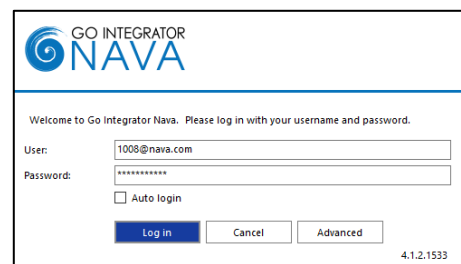 GO INTEGRATOR
NAVA
Welcome to Go Integrator Nava. Please log in with your username and password.
User: 1008@nava.com
Password: ***********
Auto login
Log in Cancel Advanced
4.1.2.1533